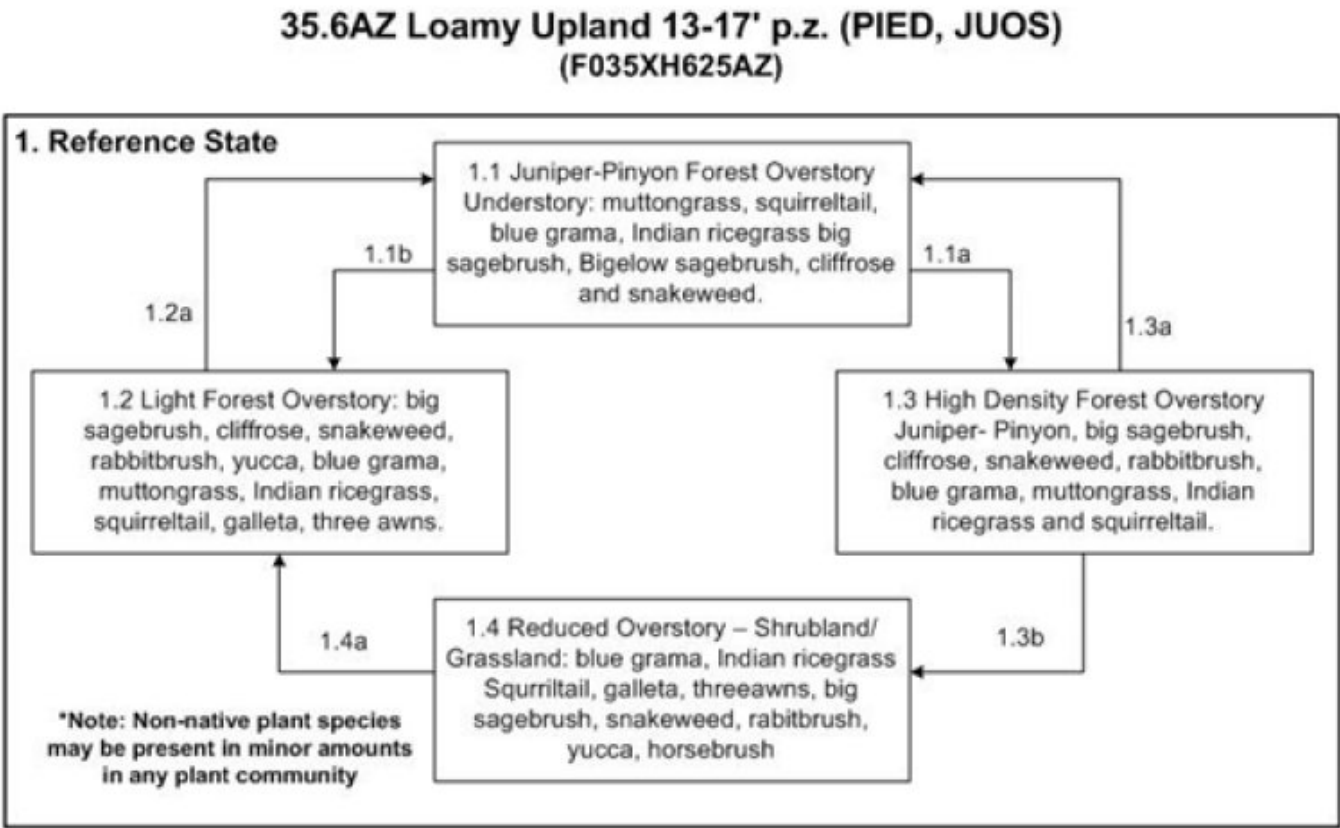 35.6AZ Loamy Upland 13-17' p.z. (PIED, JUOS)
(F035XH625AZ)
1. Reference State
1.1 Juniper-Pinyon Forest Overstory
Understory: muttongrass, squirreltail,
blue grama, Indian ricegrass big
sagebrush, Bigelow sagebrush, cliffrose
and snakeweed.
1.1b
1.1a
1.2a
1.3a
1.2 Light Forest Overstory: big
sagebrush, cliffrose, snakeweed,
rabbitbrush, yucca, blue grama,
muttongrass, Indian ricegrass,
squirreltail, galleta, three awns.
1.3 High Density Forest Overstory
Juniper- Pinyon, big sagebrush,
cliffrose, snakeweed, rabbitbrush,
blue grama, muttongrass, Indian
ricegrass and squirreltail.
1.4a
1.3b
1.4 Reduced Overstory – Shrubland/
Grassland: blue grama, Indian ricegrass
Squrriltail, galleta, threeawns, big
sagebrush, snakeweed, rabitbrush,
yucca, horsebrush
*Note: Non-native plant species
may be present in minor amounts
in any plant community